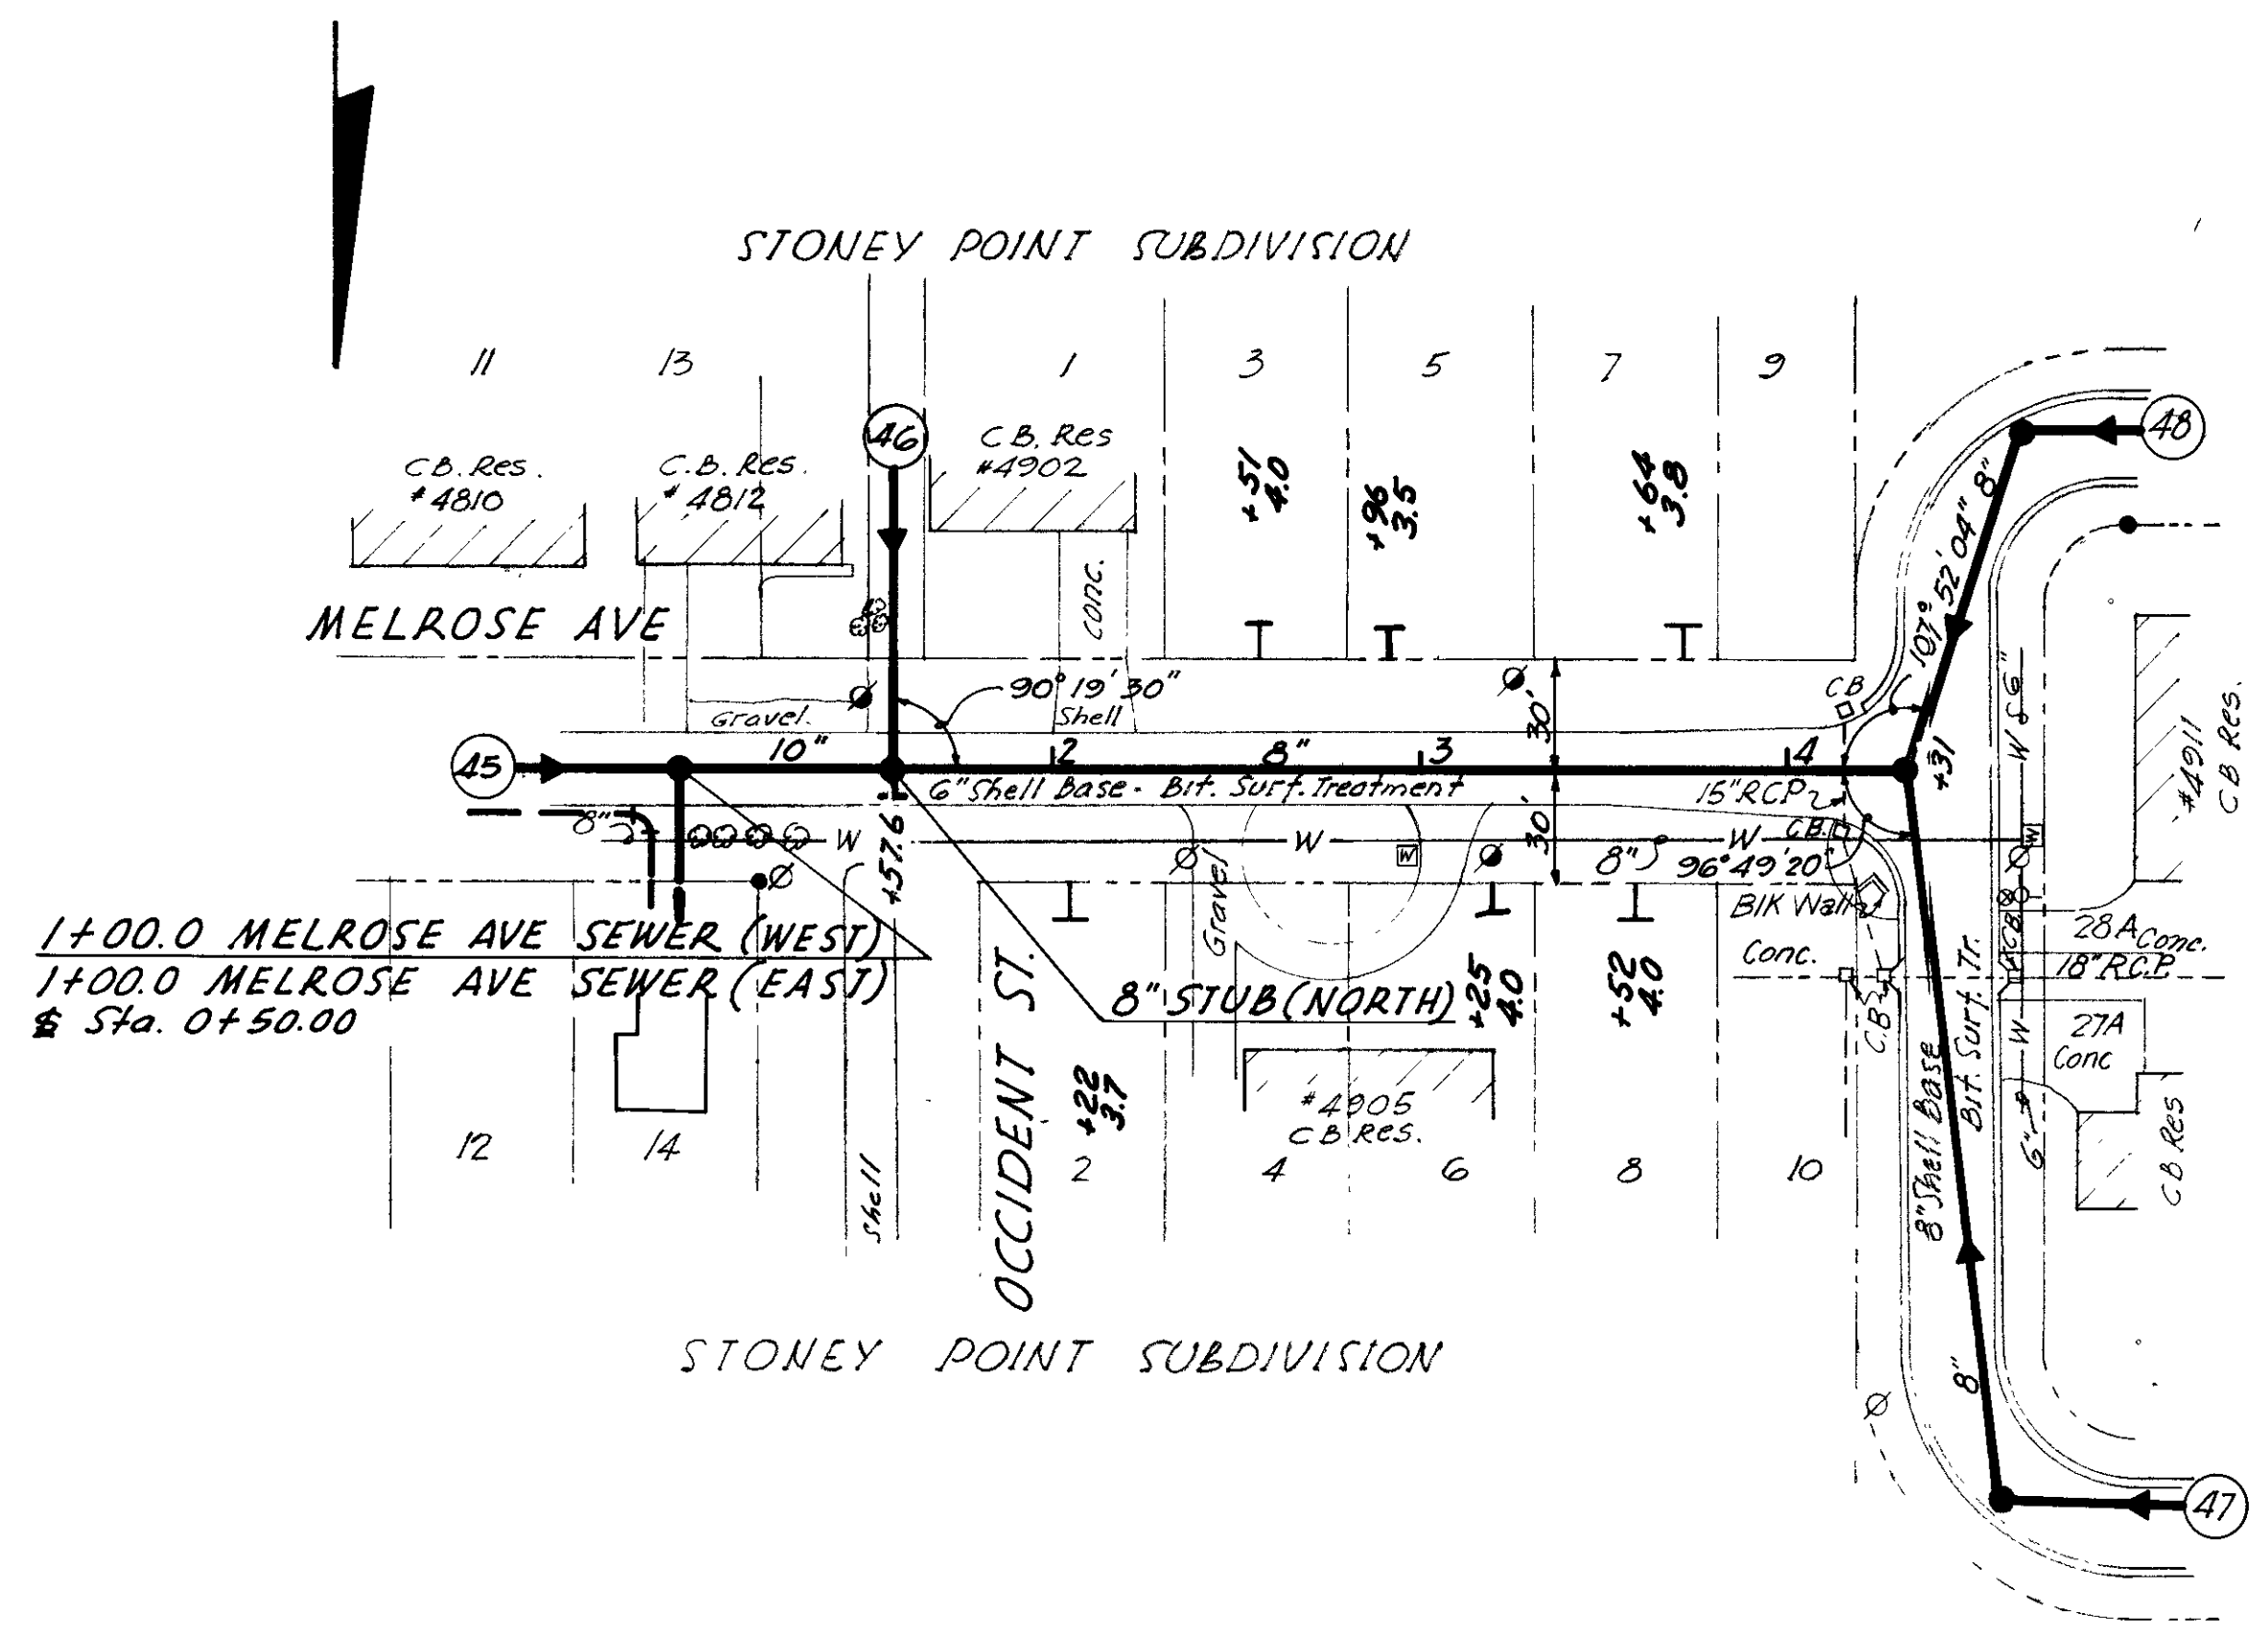 STONEY POINT SUBDIVISION
11
13
1
3
5
7
9
46
48
C.B. Res.
#4810
C.B. Res.
#4812
C B. Res
#4902
+51
4.0
+96
3.5
+64
3.8
8"
107° 52' 04"
MELROSE AVE
CONC.
90° 19' 30"
Gravel.
Shell
CB
30'
W
6"
#4911
CB Res.
45
10"
2
8"
3
4
+31
6" Shell Base - Bit. Surf. Treatment
15" RCP
8"
W
+57.6
W
30'
8"
W
CB.
96° 49' 20"
W
W
Gravel
Blk Wall
Conc.
C.B.
28A Conc.
18" R.C.P.
1+00.0 MELROSE AVE SEWER (WEST)
1+00.0 MELROSE AVE SEWER (EAST)
& Sta. 0+50.00
8" STUB (NORTH)
+25
4.0
+52
4.0
C.B.
W
27A
Conc
OCCIDENT ST.
+22
3.7
#4905
CB Res.
8" Shell Base
Bit. Surf. Tr.
6"
CB Res
12
14
Shell
2
4
6
8
10
STONEY POINT SUBDIVISION
8"
47